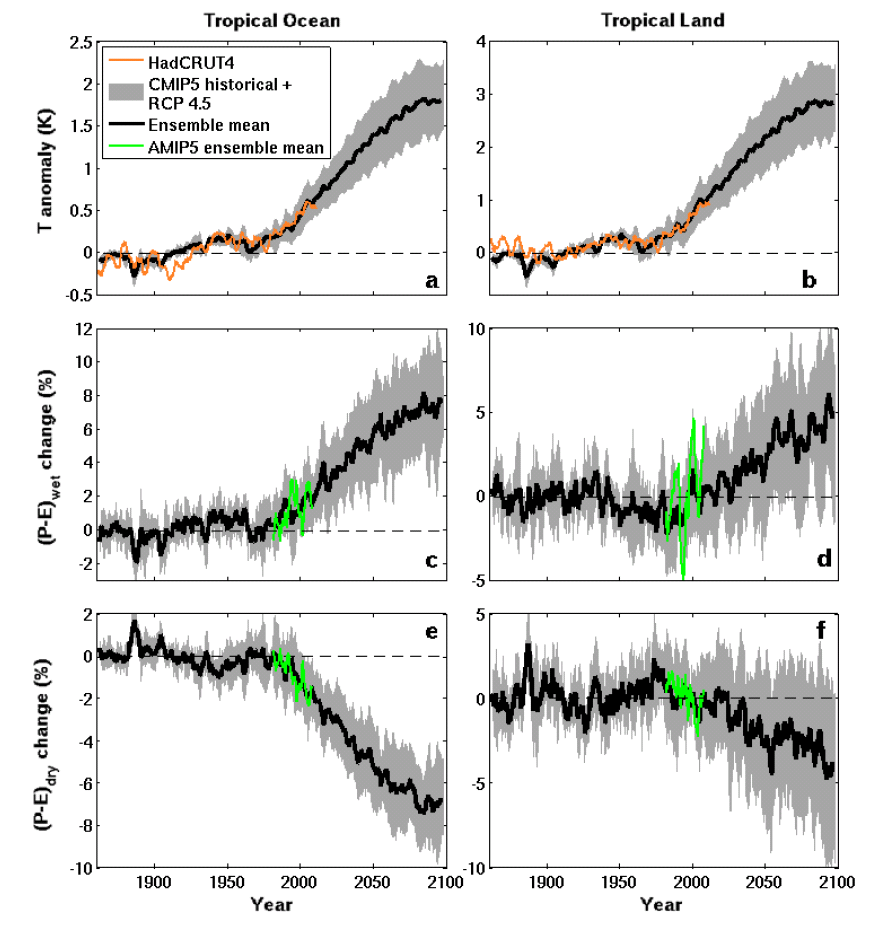 Tropical Ocean
Tropical Land
2.5
2
1.5
1
0.5
0
-0.5
T anomaly (K)
HadCRUT4
CMIP5 historical +
RCP 4.5
Ensemble mean
AMIP5 ensemble mean
a
4
3
2
1
0
b
12
10
8
6
4
2
0
-2
(P-E)wet change (%)
c
10
5
0
-5
d
2
0
-2
-4
-6
-8
-10
(P-E)dry change (%)
e
5
0
-5
-10
f
1900 1950 2000 2050 2100
Year
1900 1950 2000 2050 2100
Year